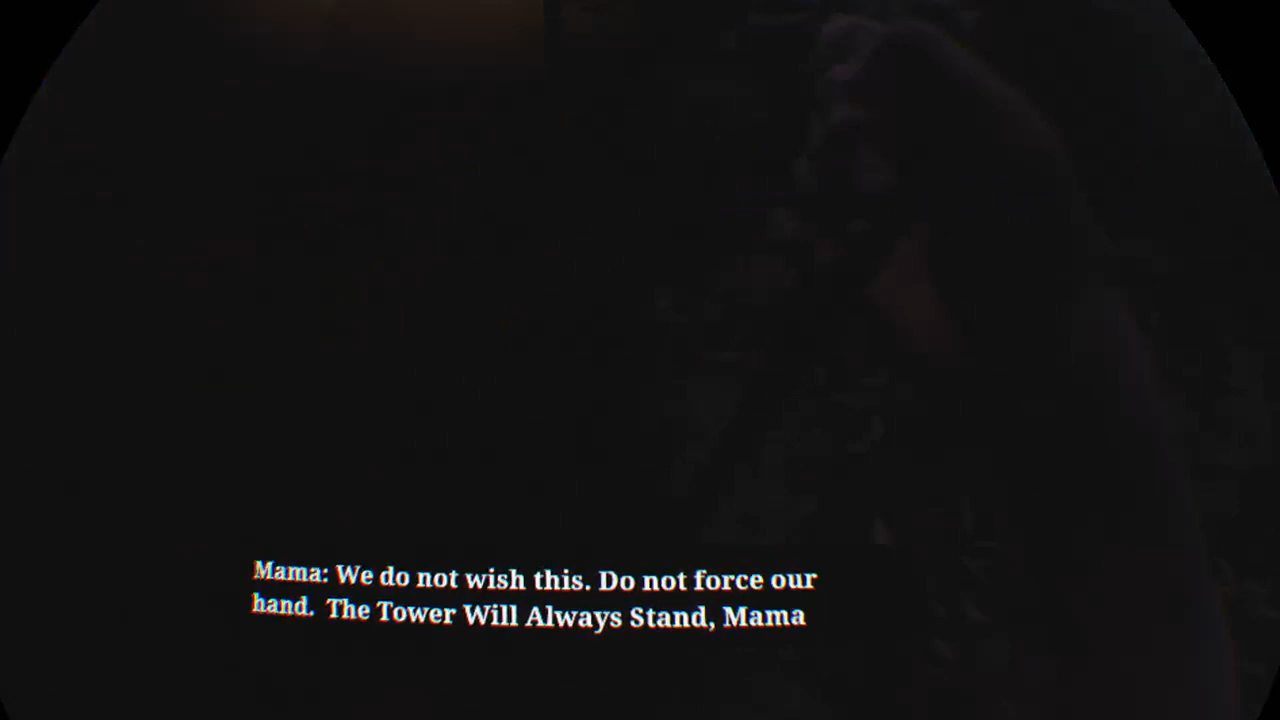 Mama: We do not wish this. Do not force our
hand. The Tower Will Always Stand, Mama